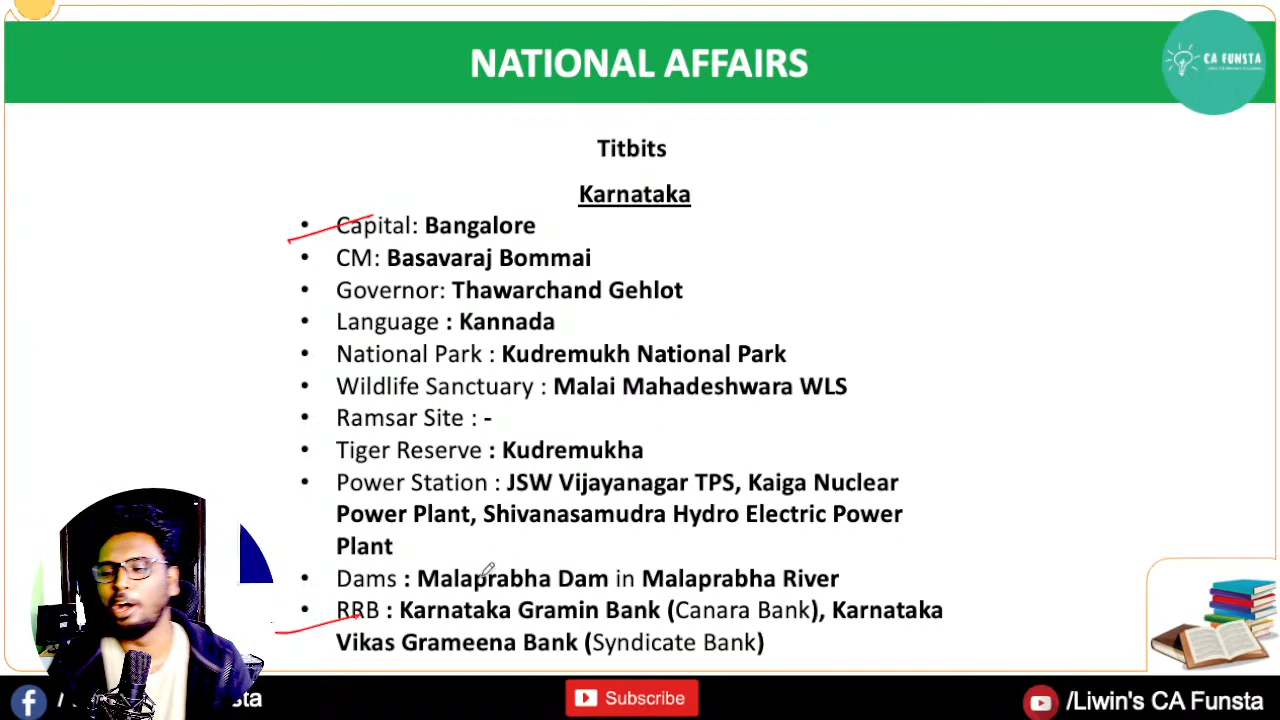 NATIONAL AFFAIRS
CA FUNSTA
Titbits
Karnataka
• Capital: Bangalore
• CM: Basavaraj Bommai
• Governor: Thawarchand Gehlot
• Language : Kannada
• National Park : Kudremukh National Park
• Wildlife Sanctuary : Malai Mahadeshwara WLS
• Ramsar Site : -
• Tiger Reserve : Kudremukha
• Power Station : JSW Vijayanagar TPS, Kaiga Nuclear
Power Plant, Shivanasamudra Hydro Electric Power
Plant
• Dams : Malaprabha Dam in Malaprabha River
• RRB : Karnataka Gramin Bank (Canara Bank), Karnataka
Vikas Grameena Bank (Syndicate Bank)
Subscribe
/Liwin's CA Funsta